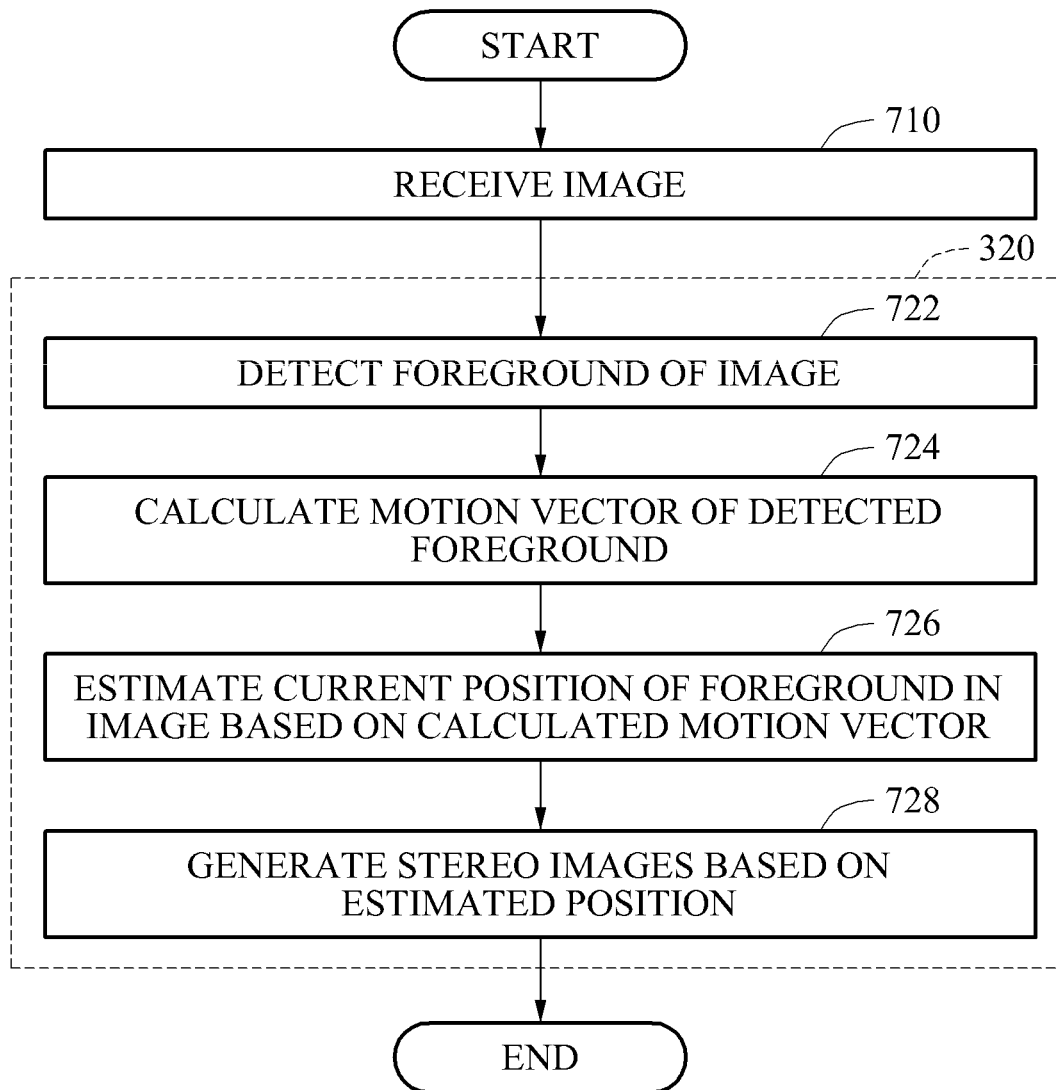 START
710
RECEIVE IMAGE
320
722
DETECT FOREGROUND OF IMAGE
724
CALCULATE MOTION VECTOR OF DETECTED
FOREGROUND
726
ESTIMATE CURRENT POSITION OF FOREGROUND IN
IMAGE BASED ON CALCULATED MOTION VECTOR
728
GENERATE STEREO IMAGES BASED ON
ESTIMATED POSITION
END